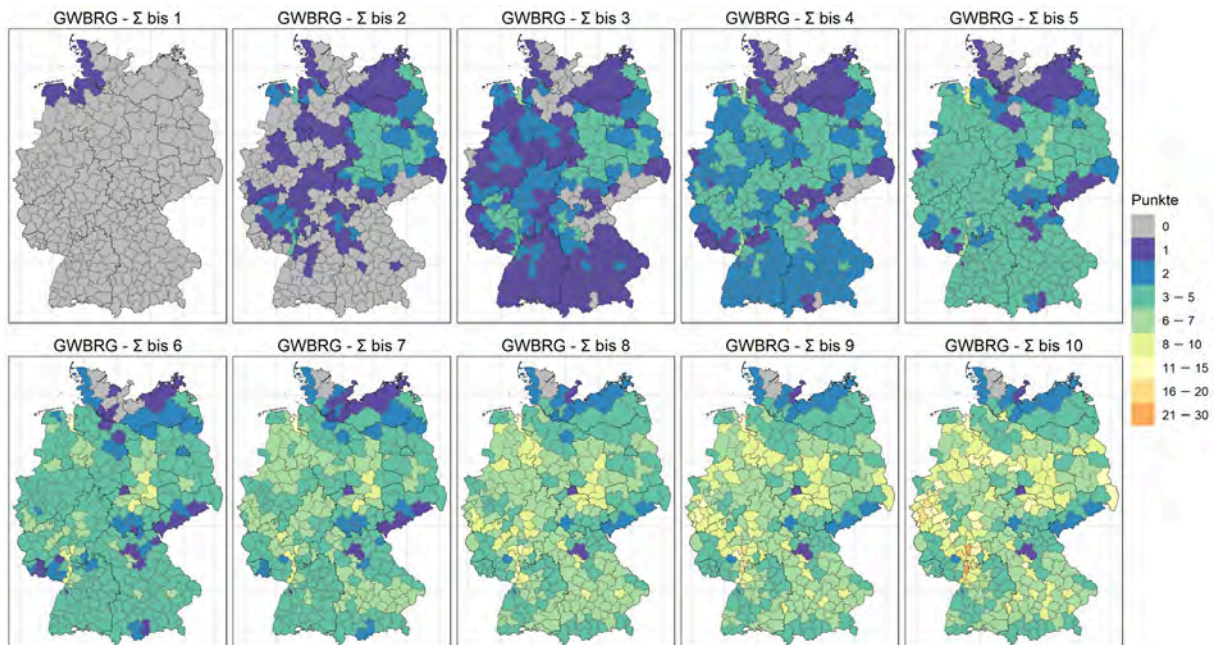 GWBRG - Σ bis 1
GWBRG - Σ bis 2
GWBRG - Σ bis 3
GWBRG - Σ bis 4
GWBRG - Σ bis 5
Punkte
0
1
2
3 – 5
6 – 7
8 – 10
11 – 15
16 – 20
21 – 30
GWBRG - Σ bis 6
GWBRG - Σ bis 7
GWBRG - Σ bis 8
GWBRG - Σ bis 9
GWBRG - Σ bis 10